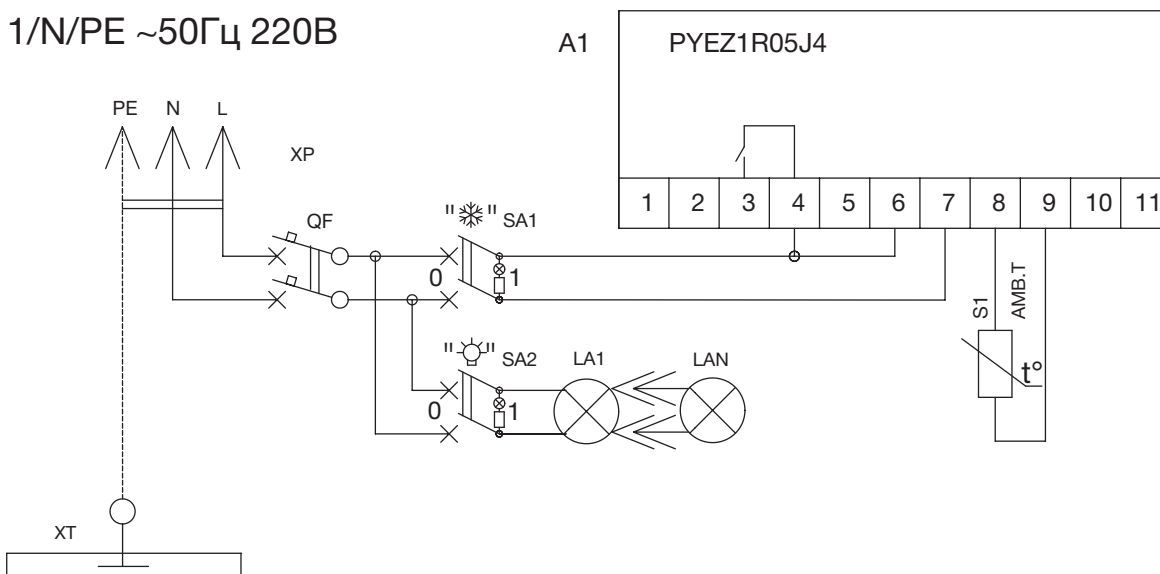 1/N/PE ~50Гц 220В
A1 PYEZ1R05J4
PE N L
XP
1 2 3 4 5 6 7 8 9 10 11
QF
"❄" SA1
0 1
S1
AMB.T
t°
"💡" SA2 LA1 LAN
0 1
XT